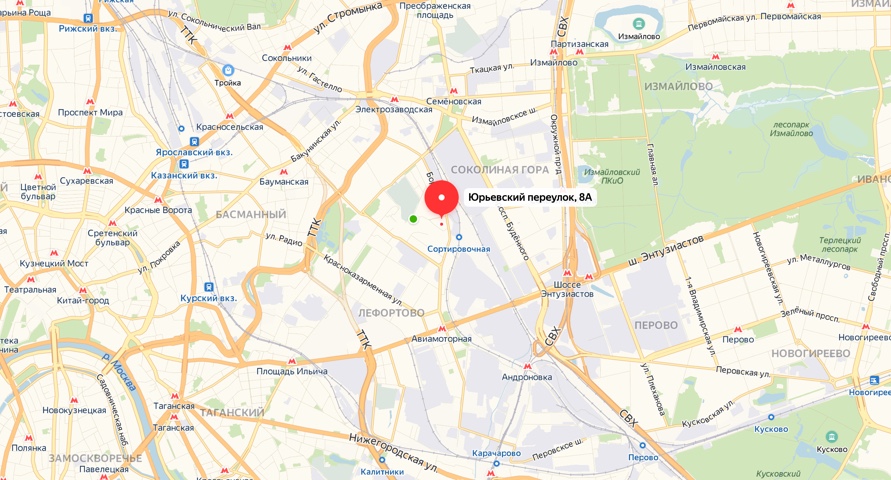 Рижский вкз.
ул. Сокольнический Вал
ул. Стромынка
Преображенская
площадь
ТТК
СВХ
Измайлово
Первомайская ул.
Первомайская
Партизанская
Сокольники
Измайлово
Измайловская
Ткацкая ул.
Тройка
ул. Гастелло
ИЗМАЙЛОВО
Семёновская
Электрозаводская
Проспект Мира
Красносельская
Измайловское ш.
Окружной пр-д
лесопарк
Измайлово
Бакунинская ул.
Ярославский вкз.
Казанский вкз.
Главная ал.
СОКОЛИНАЯ ГОРА
Измайловский
ПКиО
Сухаревская
Бауманская
Цветной
бульвар
Юрьевский переулок, 8А
Красные Ворота
БАСМАННЫЙ
Сретенский
бульвар
ТТК
ул. Радио
ул. Покровка
Сортировочная
Терлецкий
лесопарк
ш. Энтузиастов
Новогиреевская ул.
ул. Металлургов
Свободный просп.
Кузнецкий Мост
Театральная
Китай-город
Курский вкз.
Красноказарменная ул.
Шоссе
Энтузиастов
1-я Владимирская ул.
ЛЕФОРТОВО
Зелёный просп.
ПЕРОВО
Авиамоторная
ТТК
СВХ
Перово
Новогиреево
НОВОГИРЕЕВО
р. Москва
Площадь Ильича
Андроновка
Перовская ул.
ул. Плеханова
Садовническая наб.
Новокузнецкая
Таганская
ТАГАНСКИЙ
Таганская
СВХ
Кусковская ул.
Кусково
Кусково
Полянка
ЗАМОСКВОРЕЧЬЕ
Павелецкая
Нижегородская ул.
Калитники
Карачарово
Перовское ш.
Перово
Кусковский